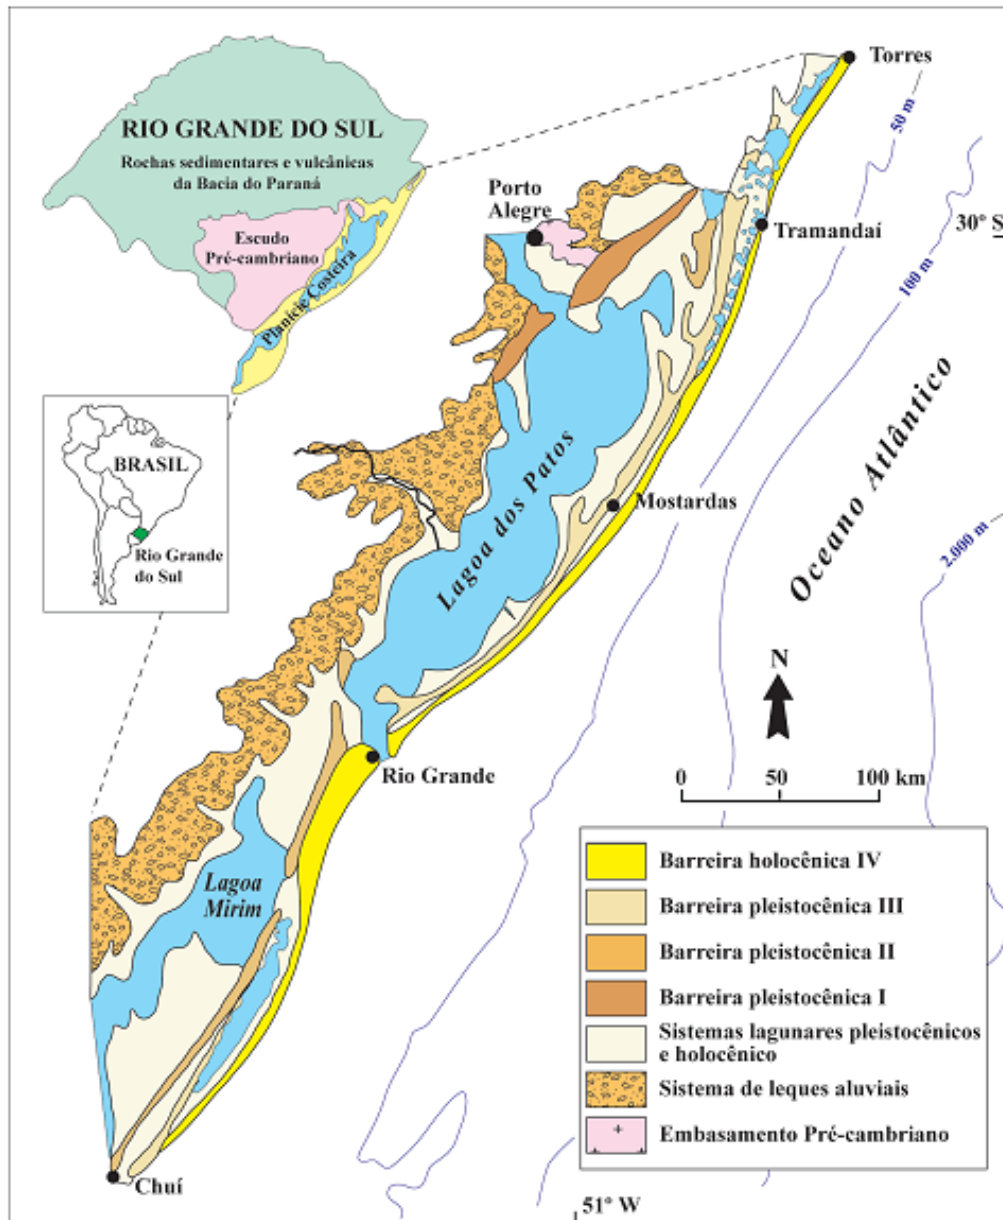 RIO GRANDE DO SUL
Rochas sedimentares e vulcânicas
da Bacia do Paraná
Escudo
Pré-cambriano
Planície Costeira
BRASIL
Rio Grande
do Sul
Torres
50 m
Porto
Alegre
Tramandaí
30º S
100 m
Oceano Atlântico
Lagoa dos Patos
Mostardas
2.000 m
N
Rio Grande
0 50 100 km
Lagoa
Mirim
Chuí
Barreira holocênica IV
Barreira pleistocênica III
Barreira pleistocênica II
Barreira pleistocênica I
Sistemas lagunares pleistocênicos
e holocênico
Sistema de leques aluviais
Embasamento Pré-cambriano
51º W